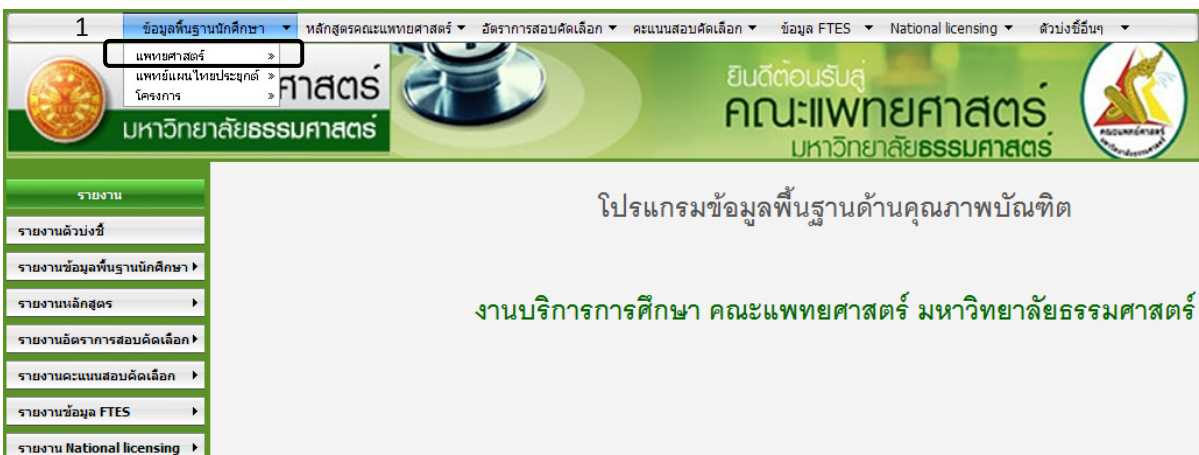 1 ข้อมูลพื้นฐานนักศึกษา หลักสูตรคณะแพทยศาสตร์ อัตราการสอบคัดเลือก คะแนนสอบคัดเลือก ข้อมูล FTES National licensing ตัวบ่งชี้อื่นๆ
แพทยศาสตร์ »
แพทย์แผนไทยประยุกต์ »
โครงการ »
ศาสตร์
มหาวิทยาลัยธรรมศาสตร์
ยินดีต้อนรับสู่
คณะแพทยศาสตร์
มหาวิทยาลัยธรรมศาสตร์
รายงาน
รายงานตัวบ่งชี้
รายงานข้อมูลพื้นฐานนักศึกษา
รายงานหลักสูตร
รายงานอัตราการสอบคัดเลือก
รายงานคะแนนสอบคัดเลือก
รายงานข้อมูล FTES
รายงาน National licensing
โปรแกรมข้อมูลพื้นฐานด้านคุณภาพบัณฑิต
งานบริการการศึกษา คณะแพทยศาสตร์ มหาวิทยาลัยธรรมศาสตร์